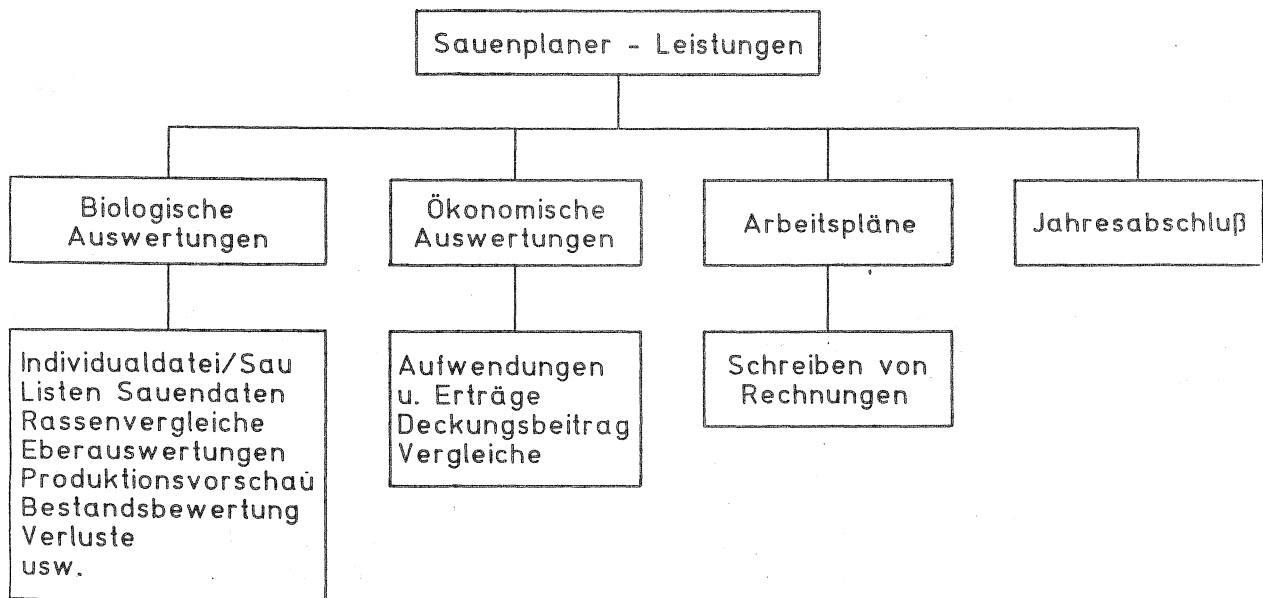 Sauenplaner - Leistungen
Biologische
Auswertungen
Ökonomische
Auswertungen
Arbeitspläne
Jahresabschluß
Individualdatei/Sau
Listen Sauendaten
Rassenvergleiche
Eberauswertungen
Produktionsvorschau
Bestandsbewertung
Verluste
usw.
Aufwendungen
u. Erträge
Deckungsbeitrag
Vergleiche
Schreiben von
Rechnungen